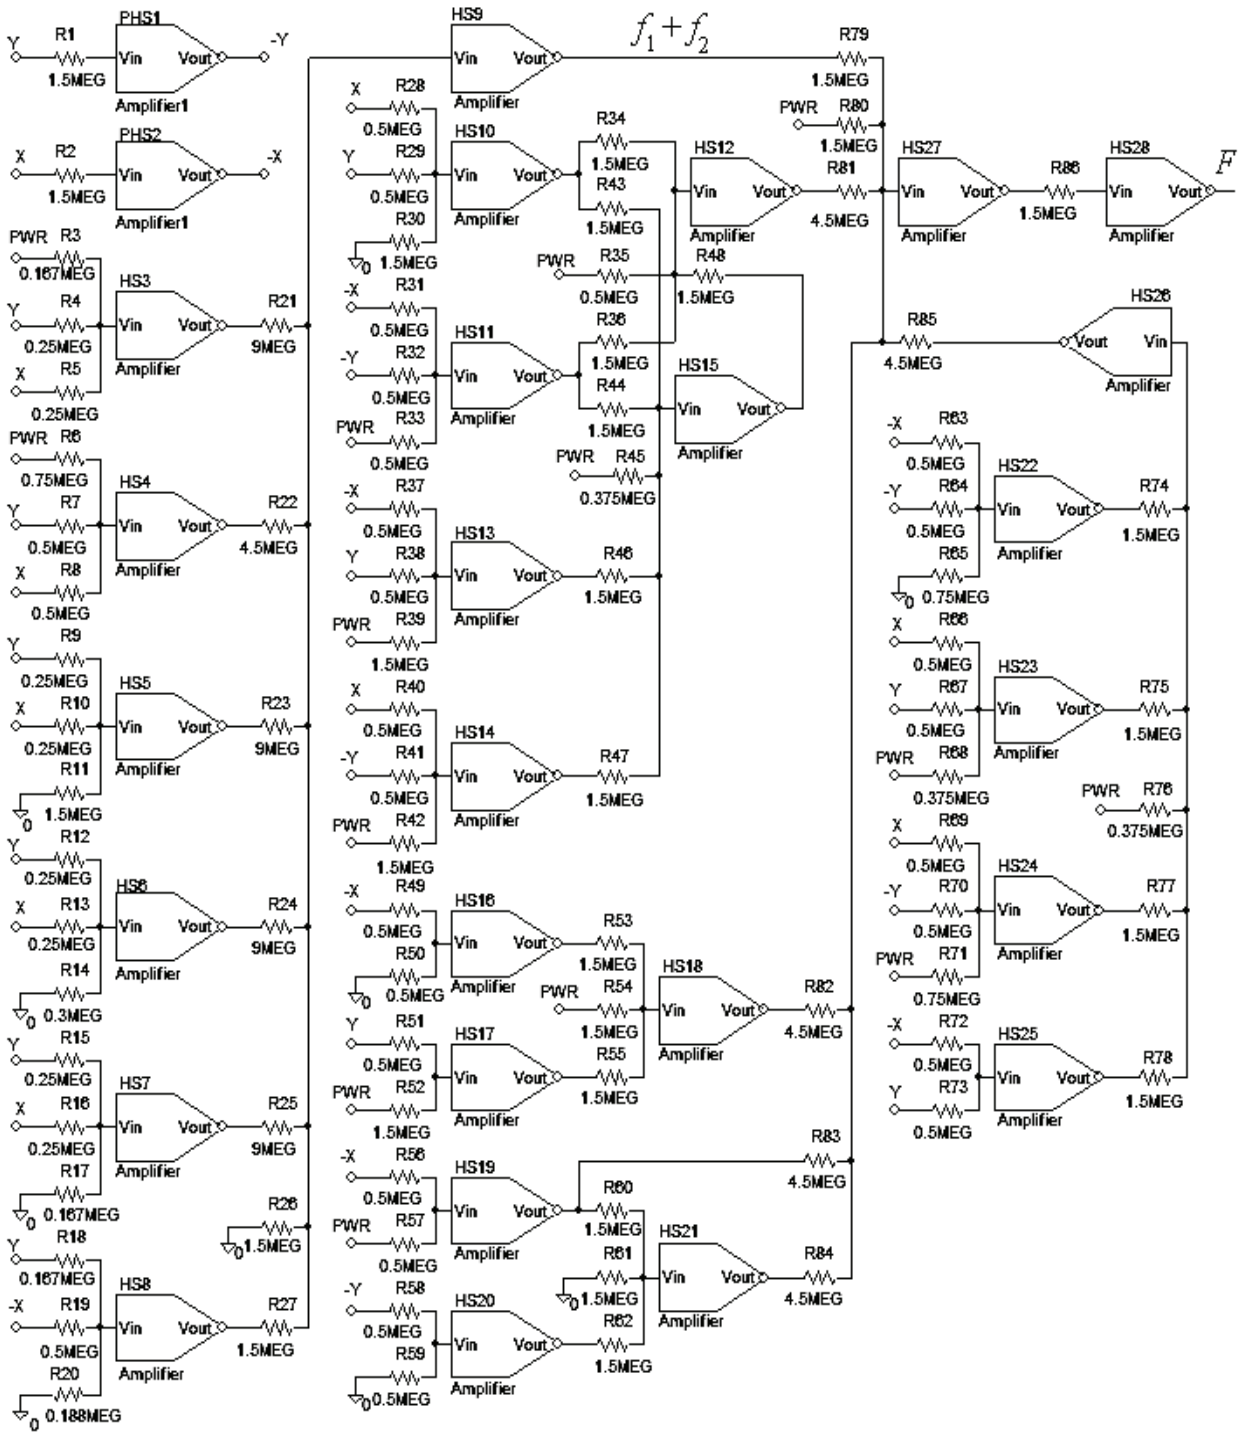 Y R1 PHS1 -Y
Vin Vout
1.5MEG
Amplifier1
X R2 PHS2 -X
Vin Vout
1.5MEG
Amplifier1
PWR R3
0.167MEG
Y R4 HS3 R21
Vin Vout
0.25MEG 9MEG
X R5 Amplifier
0.25MEG
PWR R6
0.75MEG
Y R7 HS4 R22
Vin Vout
0.5MEG 4.5MEG
X R8 Amplifier
0.5MEG
Y R9
0.25MEG
X R10 HS5 R23
Vin Vout
0.25MEG 9MEG
R11 Amplifier
0 1.5MEG
Y R12
0.25MEG
X R13 HS6 R24
Vin Vout
0.25MEG 9MEG
R14 Amplifier
0 0.3MEG
Y R15
0.25MEG
X R16 HS7 R25
Vin Vout
0.25MEG 9MEG
R17 Amplifier
0 0.167MEG
R26
0 1.5MEG
Y R18
0.167MEG
-X R19 HS8 R27
Vin Vout
0.5MEG 1.5MEG
R20 Amplifier
0 0.188MEG
HS9 f1+f2 R79
Vin Vout
1.5MEG
Amplifier
X R28
0.5MEG
Y R29 HS10
Vin Vout
0.5MEG
R30 Amplifier
0 1.5MEG
R34
1.5MEG
R43
1.5MEG
HS12 R81
Vin Vout
4.5MEG
Amplifier
PWR R80
1.5MEG
HS27 R86 HS28 F
Vin Vout 1.5MEG Vin Vout
Amplifier Amplifier
PWR R35 R48
0.5MEG 1.5MEG
-X R31
0.5MEG
-Y R32 HS11
Vin Vout
0.5MEG
PWR R33 Amplifier
0.5MEG
R36
1.5MEG
R44
1.5MEG
HS15
Vin Vout
Amplifier
PWR R45
0.375MEG
-X R37
0.5MEG
Y R38 HS13 R46
Vin Vout
0.5MEG 1.5MEG
PWR R39 Amplifier
1.5MEG
X R40
0.5MEG
-Y R41 HS14 R47
Vin Vout
0.5MEG 1.5MEG
PWR R42 Amplifier
1.5MEG
-X R49 HS16 R53
Vin Vout
0.5MEG 1.5MEG
R50 Amplifier
0 0.5MEG
PWR R54 HS18 R82
Vin Vout
1.5MEG 4.5MEG
Amplifier
Y R51 HS17 R55
Vin Vout
0.5MEG 1.5MEG
PWR R52 Amplifier
1.5MEG
R83
4.5MEG
-X R56 HS19 R60
Vin Vout
0.5MEG 1.5MEG
PWR R57 Amplifier
0.5MEG
R61 HS21 R84
0 1.5MEG Vin Vout 4.5MEG
Amplifier
-Y R58 HS20 R62
Vin Vout
0.5MEG 1.5MEG
R59 Amplifier
0 0.5MEG
R85 HS26
4.5MEG Vout Vin
Amplifier
-X R63
0.5MEG
-Y R64 HS22 R74
Vin Vout
0.5MEG 1.5MEG
R65 Amplifier
0 0.75MEG
X R66
0.5MEG
Y R67 HS23 R75
Vin Vout
0.5MEG 1.5MEG
PWR R68 Amplifier
0.375MEG
PWR R76
0.375MEG
X R69
0.5MEG
-Y R70 HS24 R77
Vin Vout
0.5MEG 1.5MEG
PWR R71 Amplifier
0.75MEG
-X R72 HS25 R78
Vin Vout
0.5MEG 1.5MEG
Y R73 Amplifier
0.5MEG